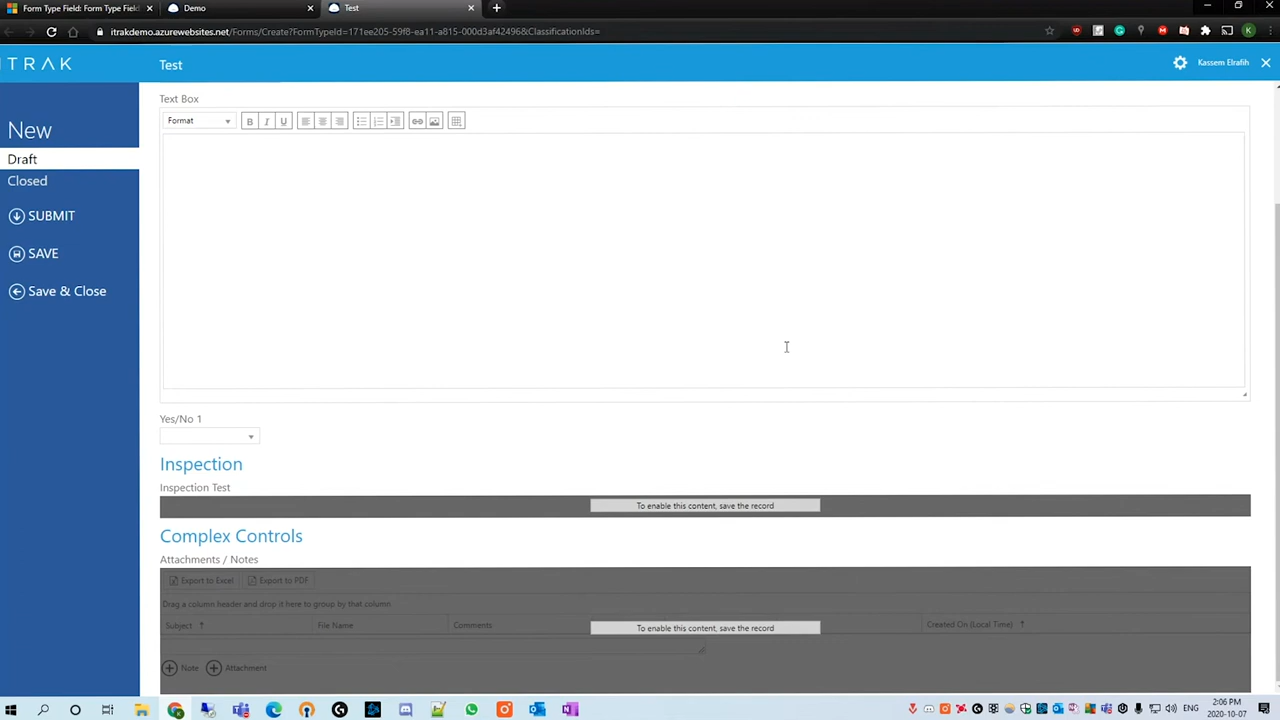 Form Type Field: Form Type Field
Demo
Test
itrakdemo.azurewebsites.net/Forms/Create?FormTypeId=171ee205-59f8-ea11-a815-000d3af42496&ClassificationIds=
TRAK
Test
Kassem Elrafih
New
Draft
Closed
SUBMIT
SAVE
Save & Close
Text Box
Format
B I U
Yes/No 1
Inspection
Inspection Test
To enable this content, save the record
Complex Controls
Attachments / Notes
Export to Excel Export to PDF
Drag a column header and drop it here to group by that column
Subject File Name Comments Created On (Local Time)
To enable this content, save the record
Note Attachment
ENG
2:06 PM
2020-10-07